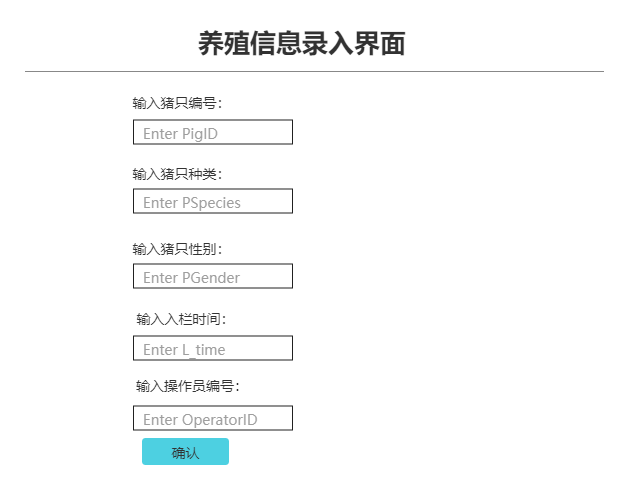 养殖信息录入界面
输入猪只编号：
Enter PigID
输入猪只种类：
Enter PSpecies
输入猪只性别：
Enter PGender
输入入栏时间：
Enter L_time
输入操作员编号：
Enter OperatorID
确认